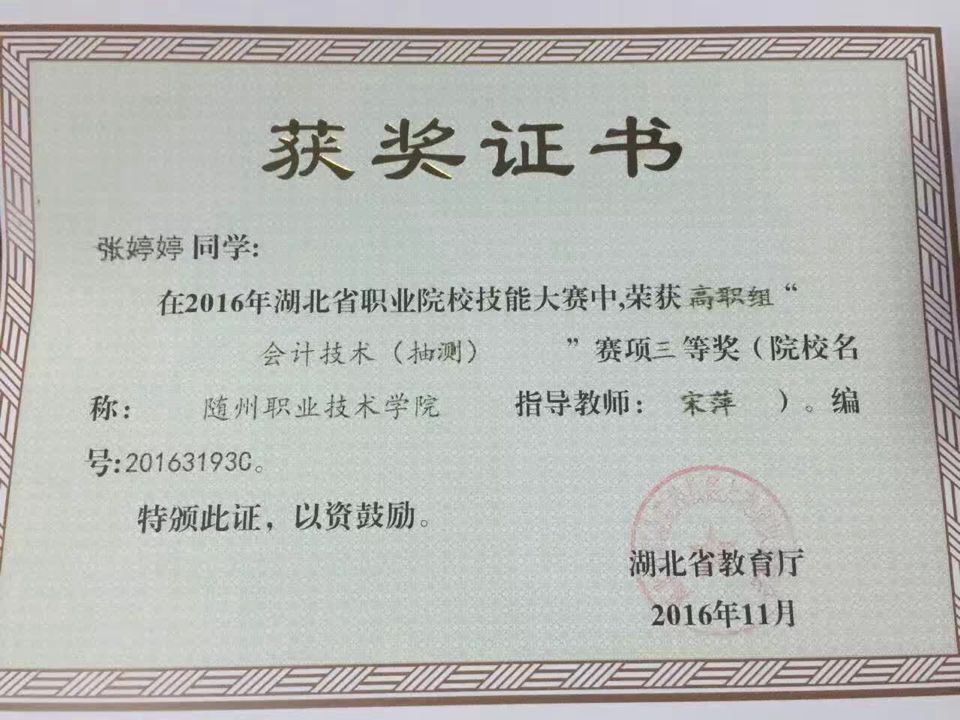 获奖证书
张婷婷同学:
在2016年湖北省职业院校技能大赛中,荣获高职组“
会计技术(抽测) ”赛项三等奖(院校名
称: 随州职业技术学院 指导教师: 宋萍 )。编
号:20163193C。
特颁此证,以资鼓励。
湖北省教育厅
2016年11月